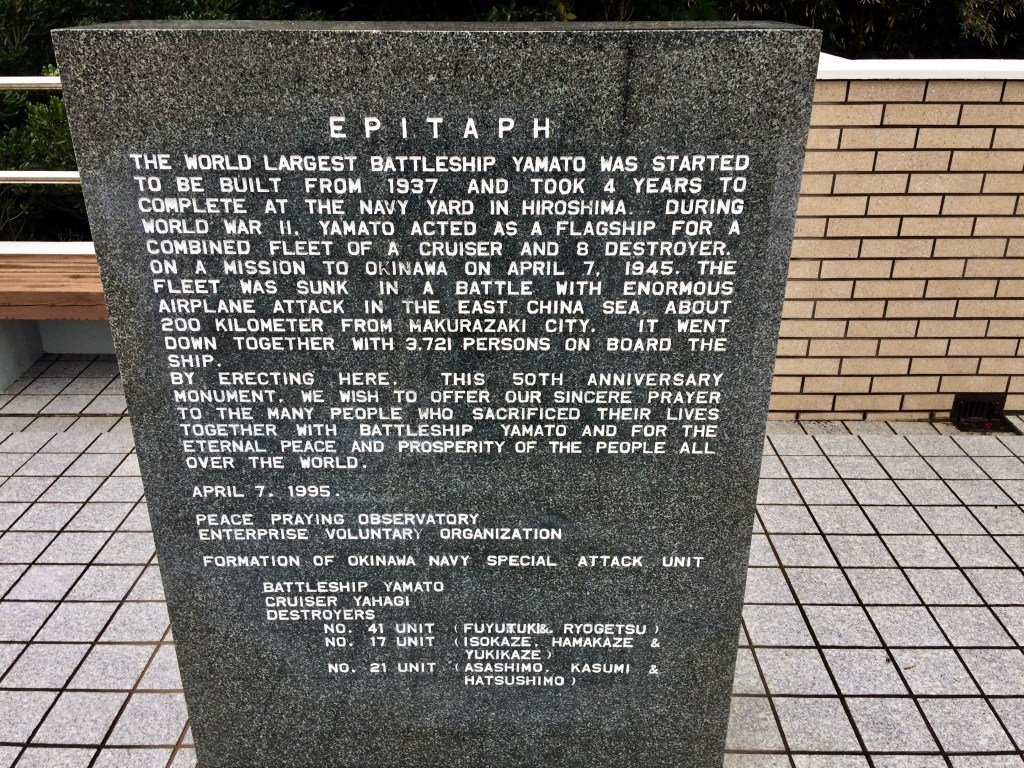 EPITAPH
THE WORLD LARGEST BATTLESHIP YAMATO WAS STARTED
TO BE BUILT FROM 1937 AND TOOK 4 YEARS TO
COMPLETE AT THE NAVY YARD IN HIROSHIMA. DURING
WORLD WAR II, YAMATO ACTED AS A FLAGSHIP FOR A
COMBINED FLEET OF A CRUISER AND 8 DESTROYER.
ON A MISSION TO OKINAWA ON APRIL 7, 1945, THE
FLEET WAS SUNK IN A BATTLE WITH ENORMOUS
AIRPLANE ATTACK IN THE EAST CHINA SEA, ABOUT
200 KILOMETER FROM MAKURAZAKI CITY. IT WENT
DOWN TOGETHER WITH 3,721 PERSONS ON BOARD THE
SHIP.
BY ERECTING HERE, THIS 50TH ANNIVERSARY
MONUMENT, WE WISH TO OFFER OUR SINCERE PRAYER
TO THE MANY PEOPLE WHO SACRIFICED THEIR LIVES
TOGETHER WITH BATTLESHIP YAMATO AND FOR THE
ETERNAL PEACE AND PROSPERITY OF THE PEOPLE ALL
OVER THE WORLD.
APRIL 7, 1995.
PEACE PRAYING OBSERVATORY
ENTERPRISE VOLUNTARY ORGANIZATION
FORMATION OF OKINAWA NAVY SPECIAL ATTACK UNIT
BATTLESHIP YAMATO
CRUISER YAHAGI
DESTROYERS
NO. 41 UNIT (& RYOGETSU)
NO. 17 UNIT (ISOKAZE, HAMAKAZE &
YUKIKAZE)
NO. 21 UNIT (ASASHIMO, KASUMI &
HATSUSHIMO)